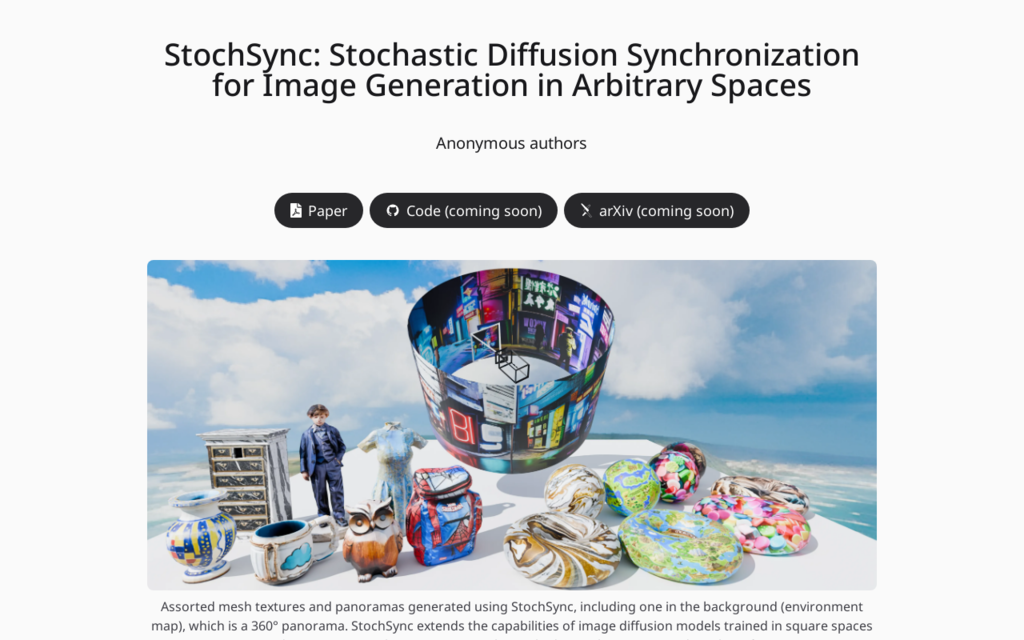 StochSync: Stochastic Diffusion Synchronization
for Image Generation in Arbitrary Spaces
Anonymous authors
Paper
Code (coming soon)
arXiv (coming soon)
Assorted mesh textures and panoramas generated using StochSync, including one in the background (environment
map), which is a 360° panorama. StochSync extends the capabilities of image diffusion models trained in square spaces